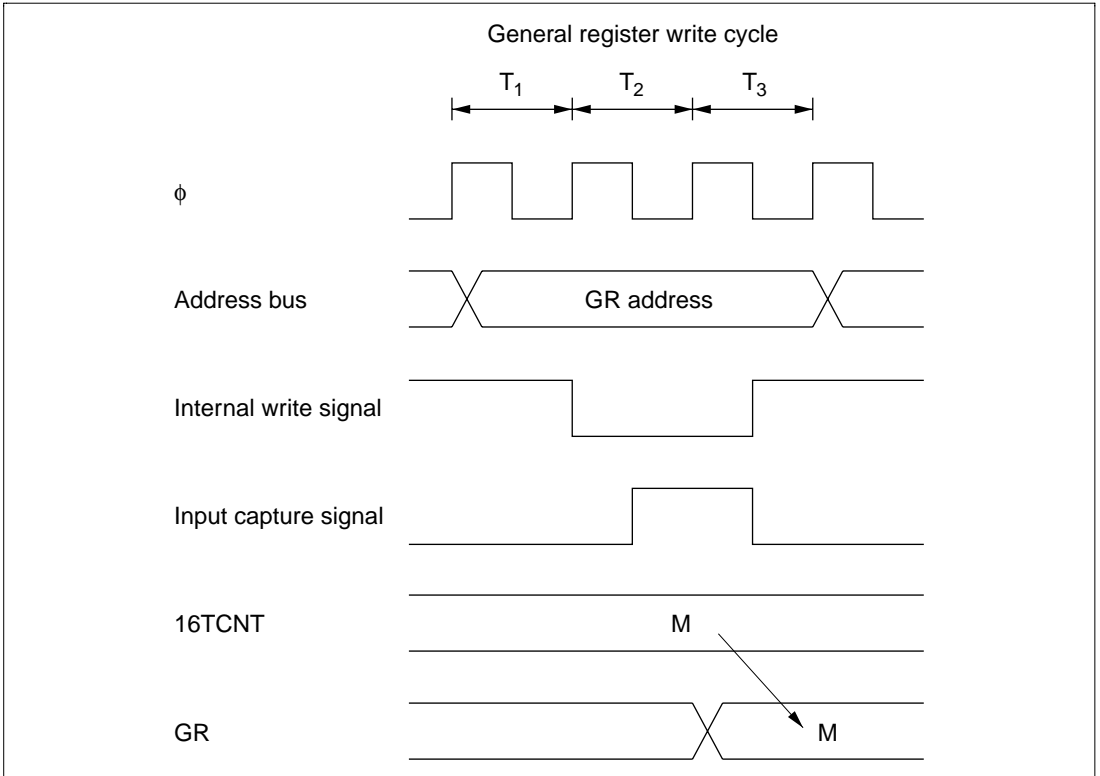 General register write cycle
T₁ T₂ T₃
φ
Address bus GR address
Internal write signal
Input capture signal
16TCNT M
GR M